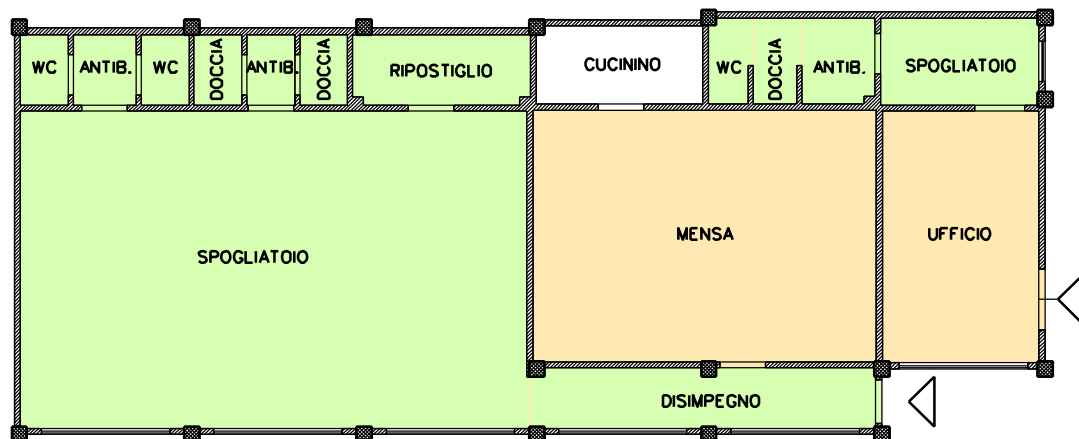 WC
ANTIB.
WC
DOCCIA
ANTIB.
DOCCIA
RIPOSTIGLIO
CUCININO
WC
DOCCIA
ANTIB.
SPOGLIATOIO
SPOGLIATOIO
MENSA
UFFICIO
DISIMPEGNO